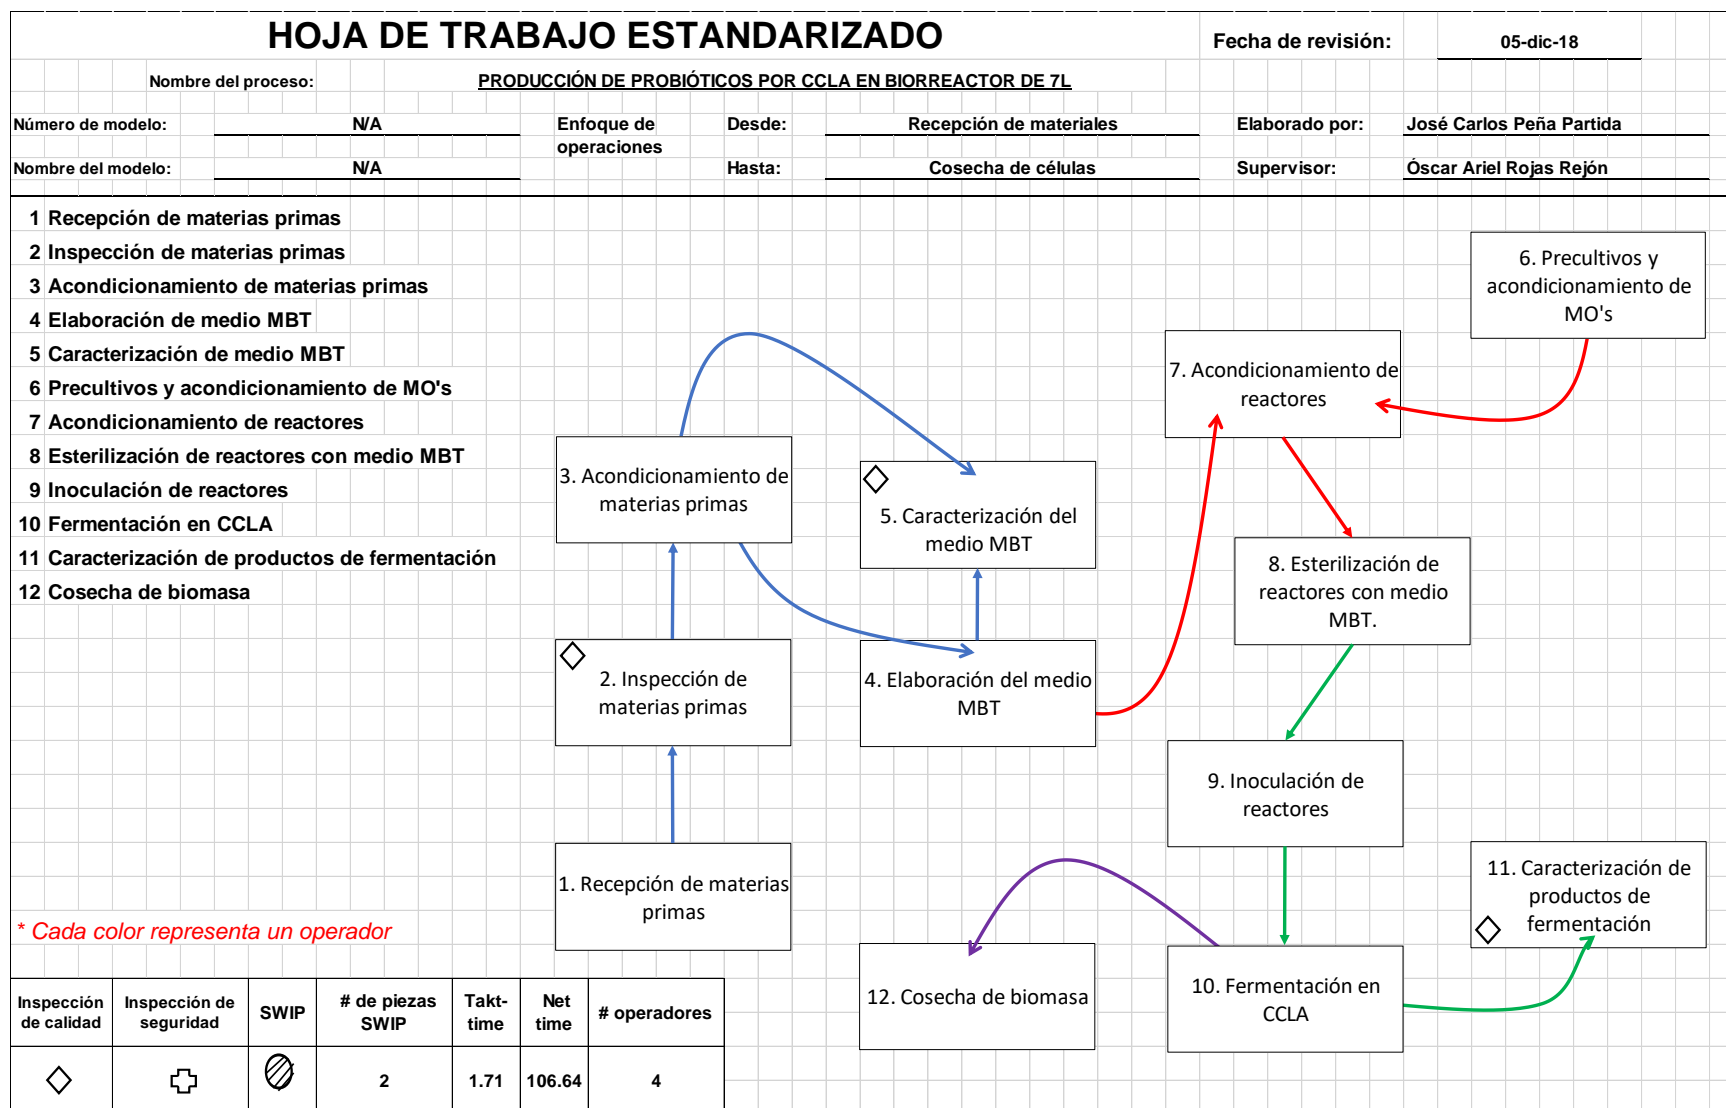 HOJA DE TRABAJO ESTANDARIZADO
Fecha de revisión: 05-dic-18
Nombre del proceso: PRODUCCIÓN DE PROBIÓTICOS POR CCLA EN BIORREACTOR DE 7L
Número de modelo: N/A Enfoque de Desde: Recepción de materiales Elaborado por: José Carlos Peña Partida
operaciones
Nombre del modelo: N/A Hasta: Cosecha de células Supervisor: Óscar Ariel Rojas Rejón
1 Recepción de materias primas
2 Inspección de materias primas
3 Acondicionamiento de materias primas
4 Elaboración de medio MBT
5 Caracterización de medio MBT
6 Precultivos y acondicionamiento de MO's
7 Acondicionamiento de reactores
8 Esterilización de reactores con medio MBT
9 Inoculación de reactores
10 Fermentación en CCLA
11 Caracterización de productos de fermentación
12 Cosecha de biomasa
6. Precultivos y
acondicionamiento de
MO's
7. Acondicionamiento de
reactores
3. Acondicionamiento de
materias primas
5. Caracterización del
medio MBT
8. Esterilización de
reactores con medio
MBT.
2. Inspección de
materias primas
4. Elaboración del medio
MBT
9. Inoculación de
reactores
1. Recepción de materias
primas
11. Caracterización de
productos de
fermentación
12. Cosecha de biomasa
10. Fermentación en
CCLA
* Cada color representa un operador
Inspección de calidad
Inspección de seguridad
SWIP
# de piezas SWIP
Takt-time
Net time
# operadores
2 1.71 106.64 4